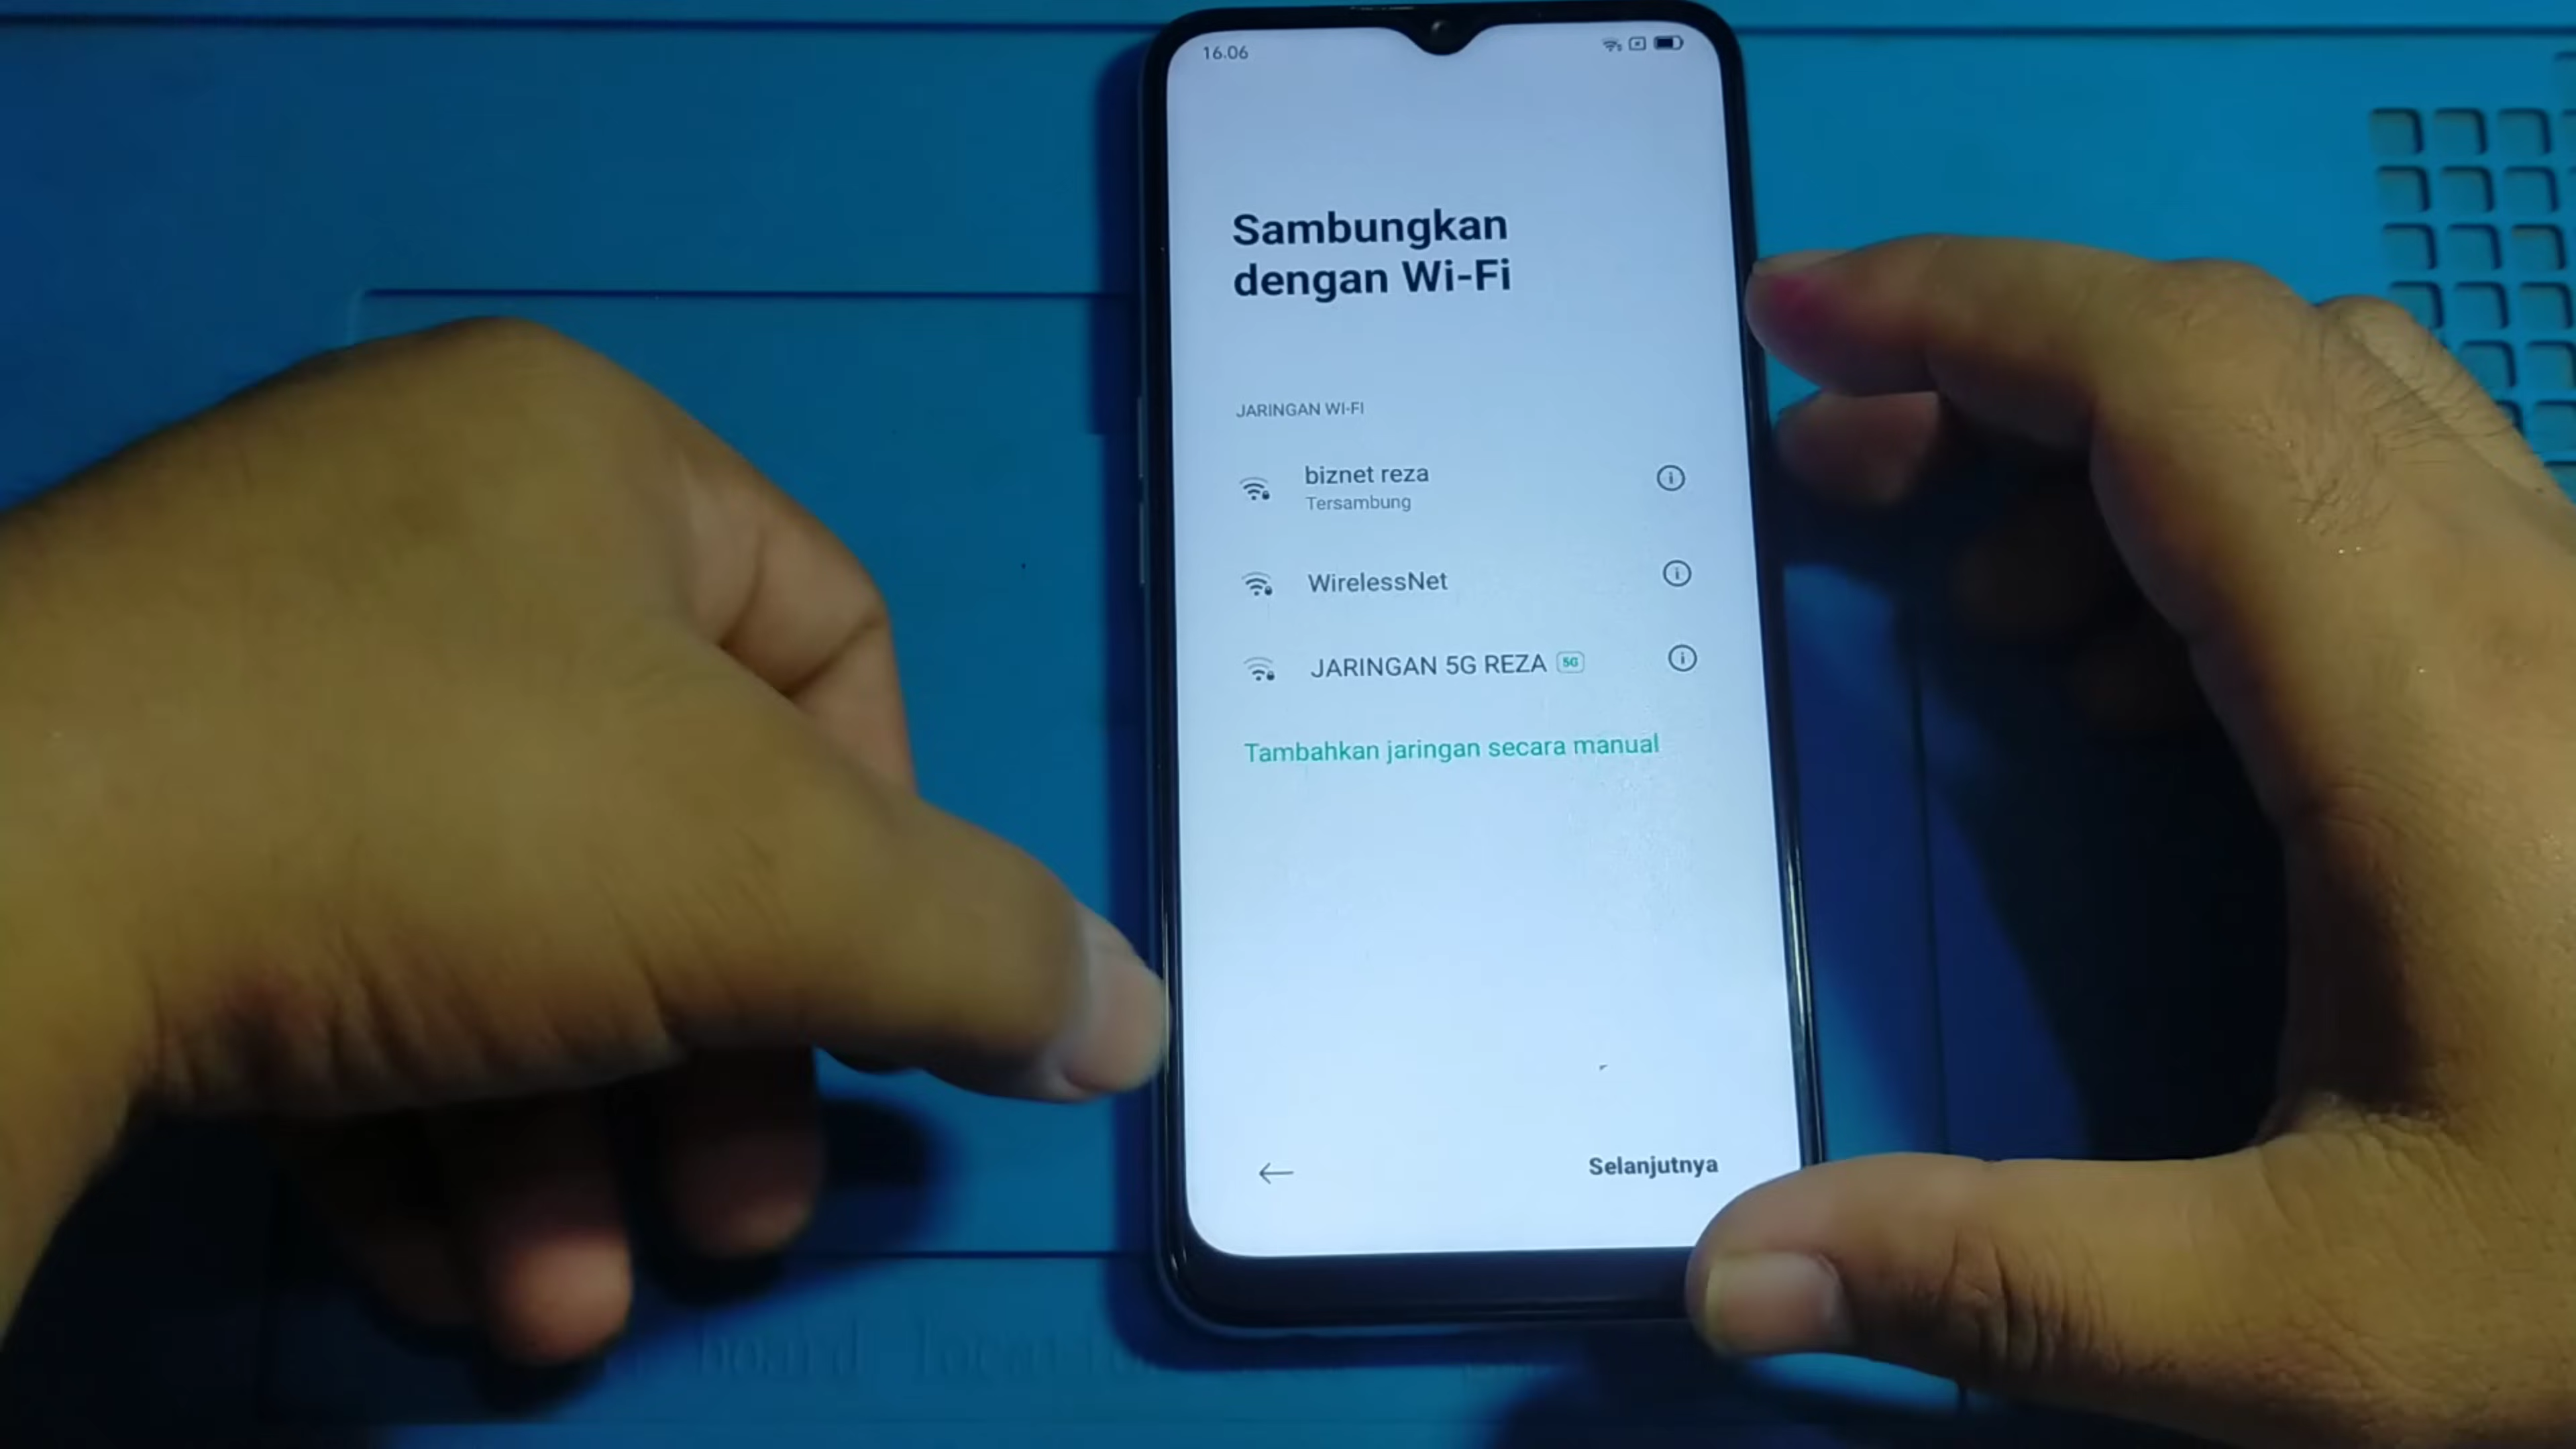 16.06
Sambungkan
dengan Wi-Fi
JARINGAN WI-FI
biznet reza
Tersambung
WirelessNet
JARINGAN 5G REZA 5G
Tambahkan jaringan secara manual
Selanjutnya
board